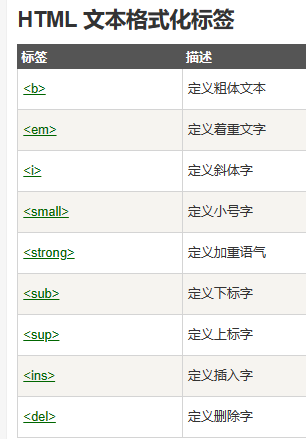 HTML 文本格式化标签
标签 描述
<b> 定义粗体文本
<em> 定义着重文字
<i> 定义斜体字
<small> 定义小号字
<strong> 定义加重语气
<sub> 定义下标字
<sup> 定义上标字
<ins> 定义插入字
<del> 定义删除字